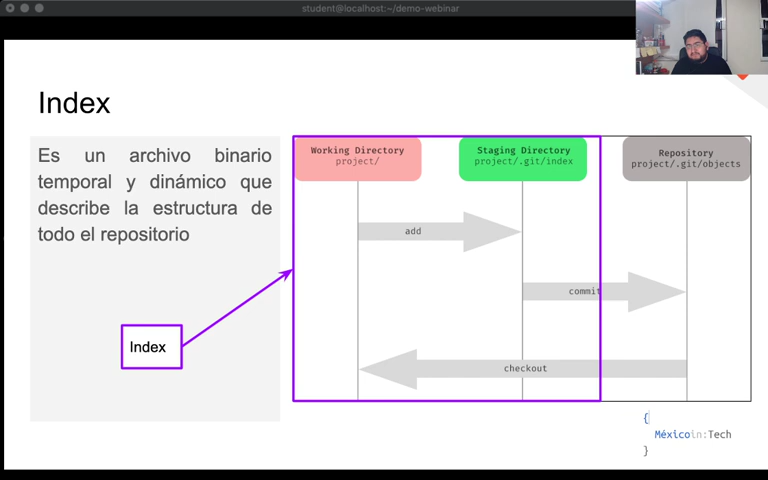 student@localhost:~/demo-webinar
Index
Es un archivo binario
temporal y dinámico que
describe la estructura de
todo el repositorio
Index
Working Directory
project/
Staging Directory
project/.git/index
Repository
project/.git/objects
add
commit
checkout
{
Méxicoin:Tech
}